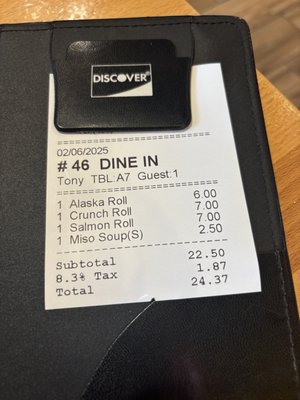 DISCOVER®
02/06/2025
# 46 DINE IN
Tony TBL:A7 Guest:1
1 Alaska Roll 6.00
1 Crunch Roll 7.00
1 Salmon Roll 7.00
1 Miso Soup(S) 2.50
Subtotal 22.50
8.3% Tax 1.87
Total 24.37